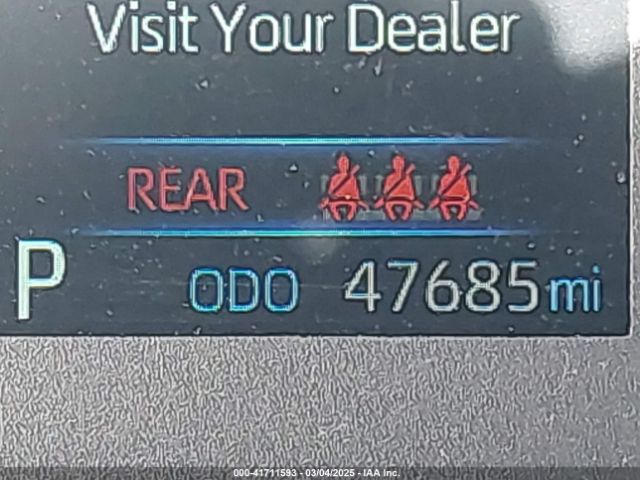 Visit Your Dealer
REAR
P ODO 47685 mi
000-41711593 - 03/04/2025 - IAA Inc.